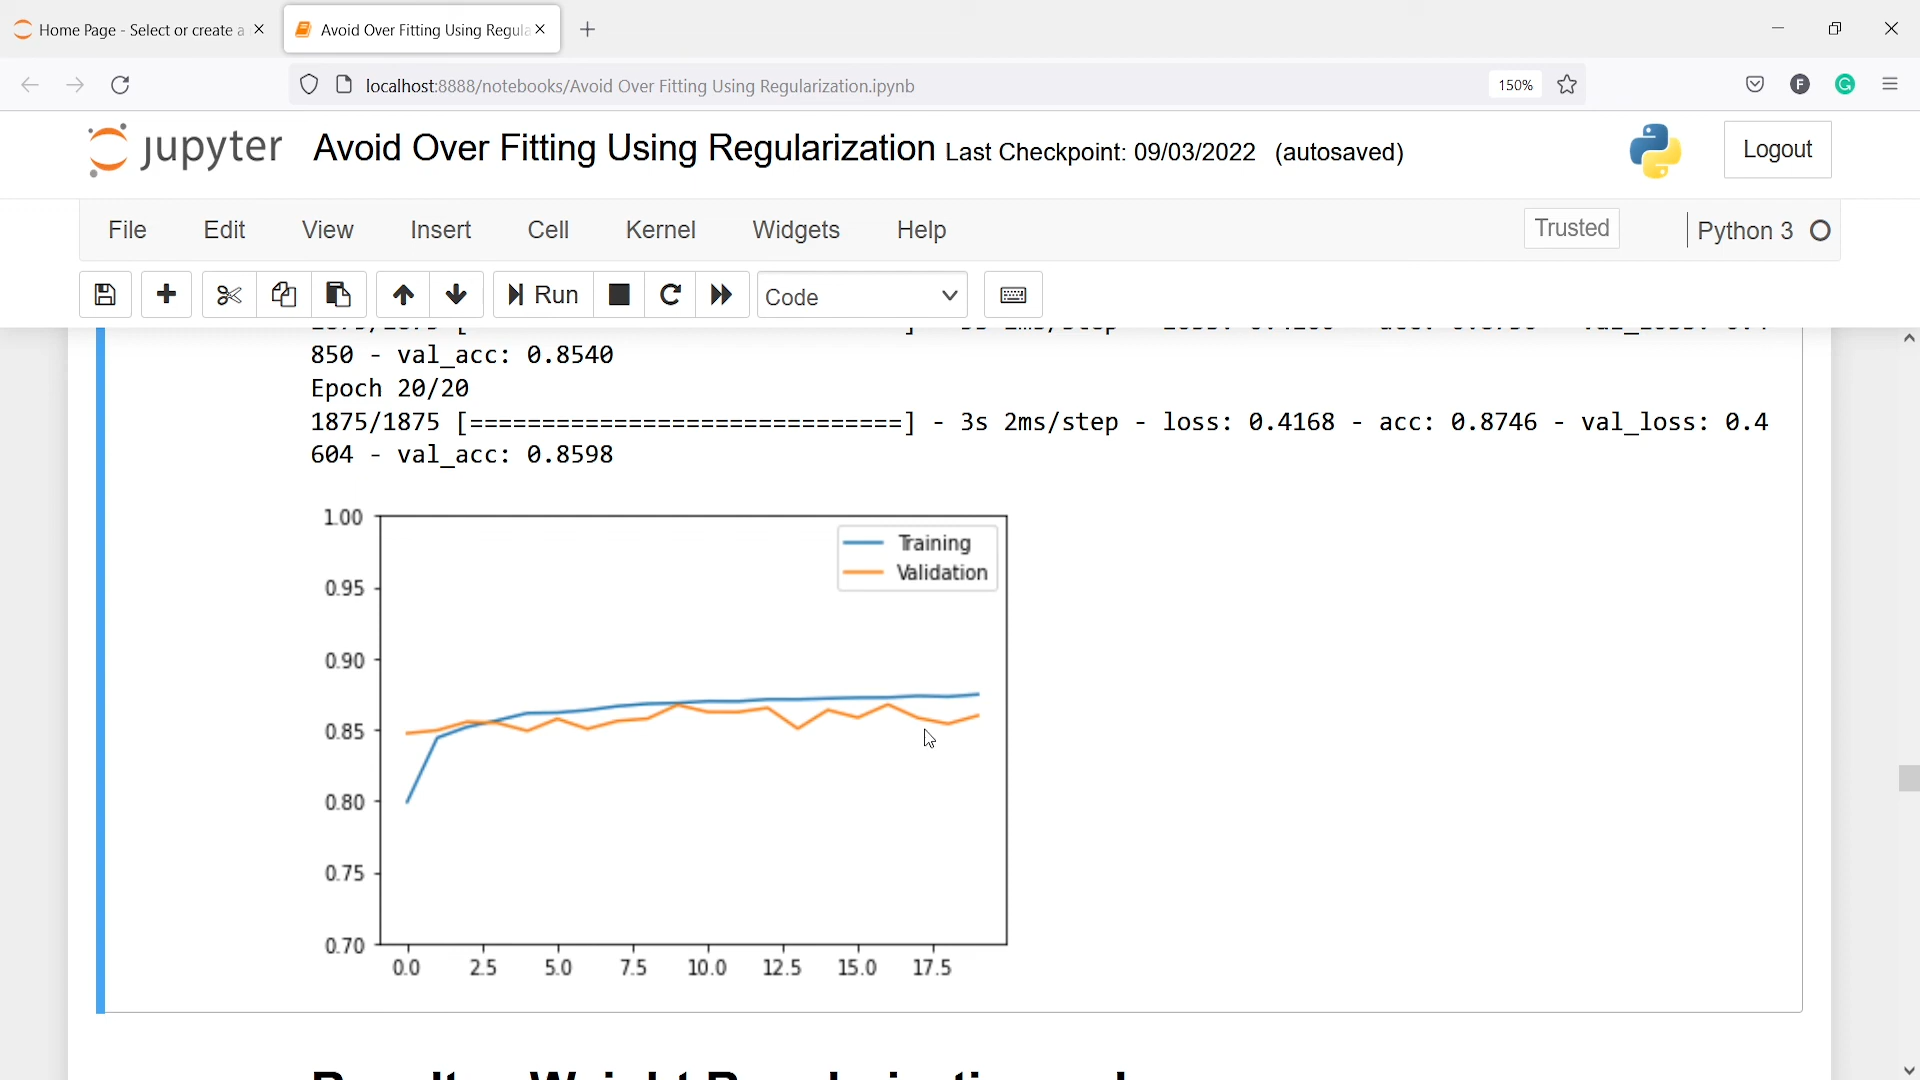 Home Page - Select or create a
Avoid Over Fitting Using Regula
localhost:8888/notebooks/Avoid Over Fitting Using Regularization.ipynb
150%
F
G
jupyter Avoid Over Fitting Using Regularization Last Checkpoint: 09/03/2022 (autosaved)
Logout
File Edit View Insert Cell Kernel Widgets Help
Trusted
Python 3
Run
Code
850 - val_acc: 0.8540
Epoch 20/20
1875/1875 [==============================] - 3s 2ms/step - loss: 0.4168 - acc: 0.8746 - val_loss: 0.4
604 - val_acc: 0.8598
1.00
Training
Validation
0.95
0.90
0.85
0.80
0.75
0.70
0.0 2.5 5.0 7.5 10.0 12.5 15.0 17.5